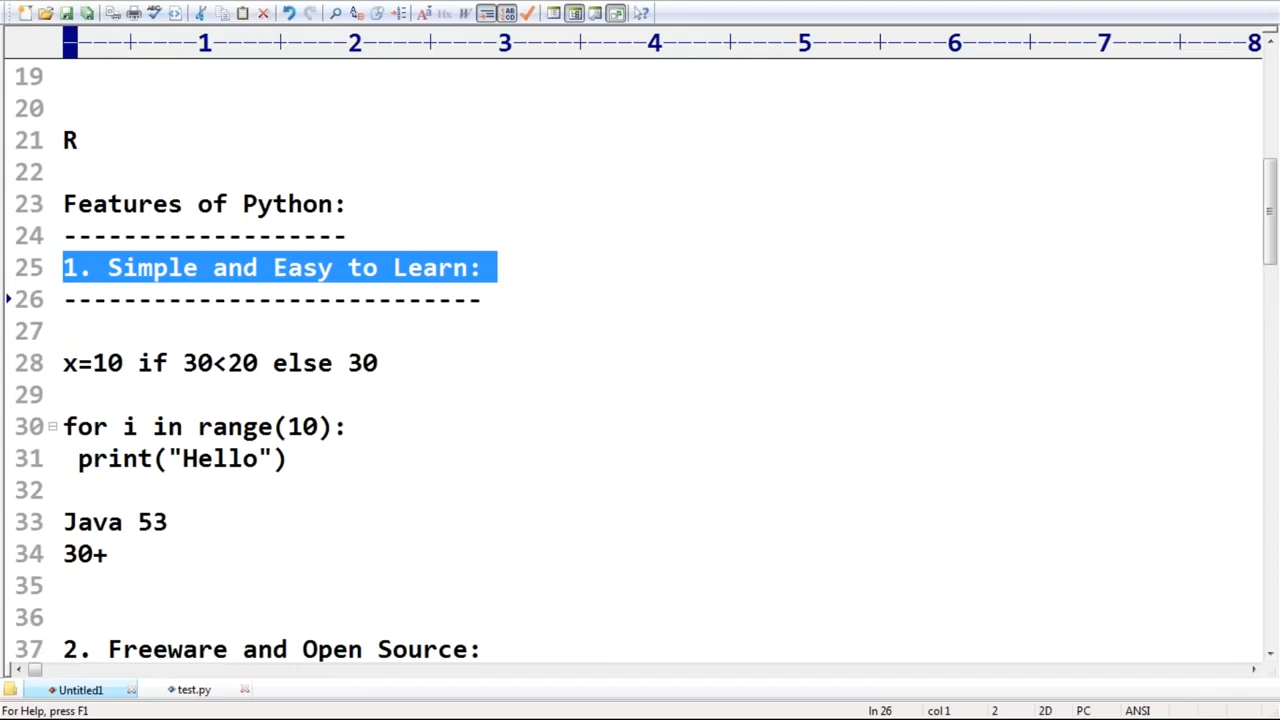 1 2 3 4 5 6 7 8
19
20
21 R
22
23 Features of Python:
24 -------------------
25 1. Simple and Easy to Learn:
26 ----------------------------
27
28 x=10 if 30<20 else 30
29
30 for i in range(10):
31 print("Hello")
32
33 Java 53
34 30+
35
36
37 2. Freeware and Open Source:
Untitled1 test.py
For Help, press F1 ln 26 col 1 2 2D PC ANSI